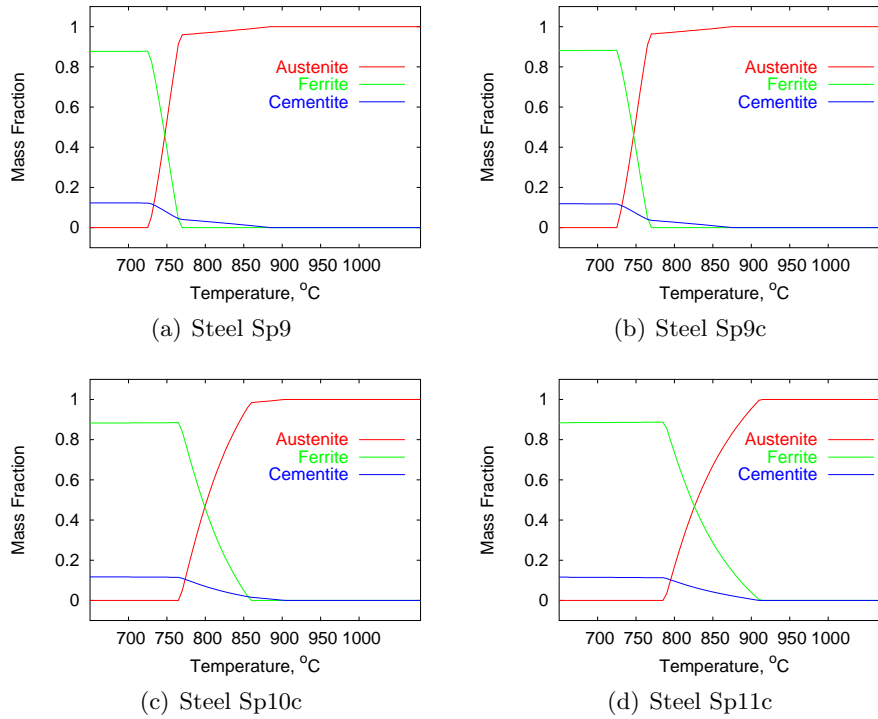 1
0.8
0.6
0.4
0.2
0
Mass Fraction
Austenite
Ferrite
Cementite
700 750 800 850 900 950 1000
Temperature, °C
(a) Steel Sp9
1
0.8
0.6
0.4
0.2
0
Mass Fraction
Austenite
Ferrite
Cementite
700 750 800 850 900 950 1000
Temperature, °C
(b) Steel Sp9c
1
0.8
0.6
0.4
0.2
0
Mass Fraction
Austenite
Ferrite
Cementite
700 750 800 850 900 950 1000
Temperature, °C
(c) Steel Sp10c
1
0.8
0.6
0.4
0.2
0
Mass Fraction
Austenite
Ferrite
Cementite
700 750 800 850 900 950 1000
Temperature, °C
(d) Steel Sp11c